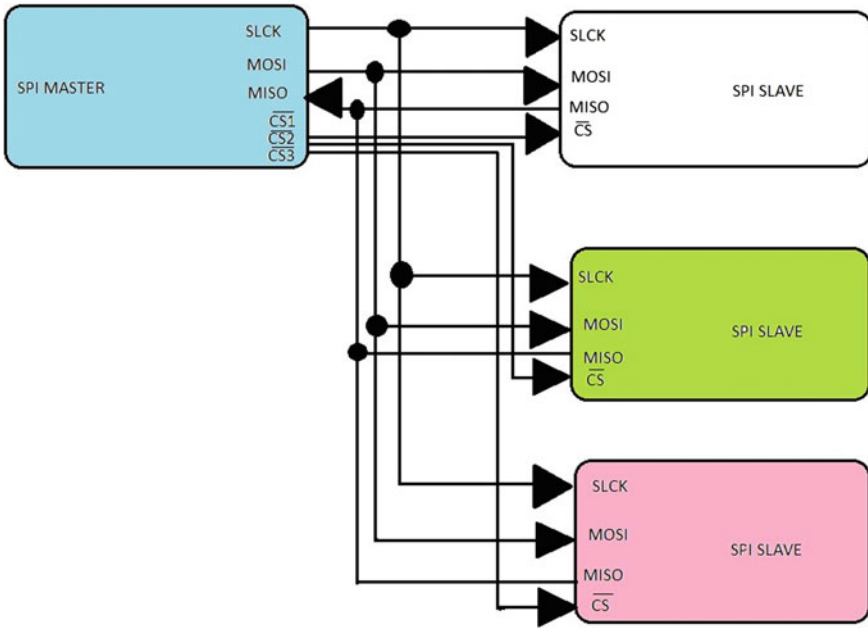 SPI MASTER
SLCK
MOSI
MISO
CS1
CS2
CS3
SLCK
MOSI
MISO
CS
SPI SLAVE
SLCK
MOSI
MISO
CS
SPI SLAVE
SLCK
MOSI
MISO
CS
SPI SLAVE